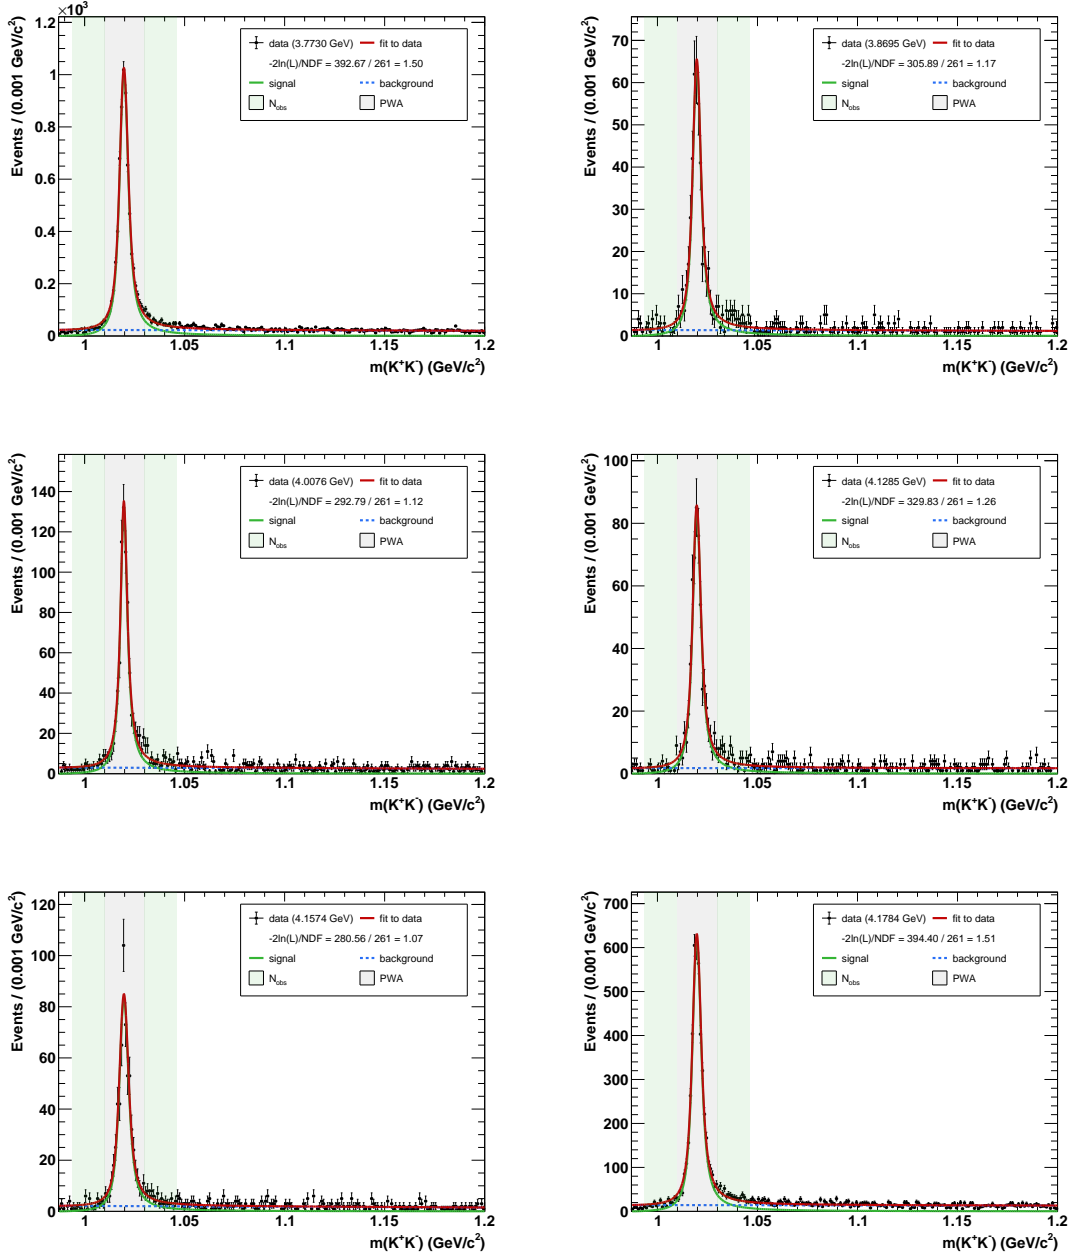 ×10³
Events / (0.001 GeV/c²)
1.2
1
0.8
0.6
0.4
0.2
0
data (3.7730 GeV) fit to data
-2ln(L)/NDF = 392.67 / 261 = 1.50
signal background
N_obs PWA
1 1.05 1.1 1.15 1.2
m(K⁺K⁻) (GeV/c²)
Events / (0.001 GeV/c²)
70
60
50
40
30
20
10
0
data (3.8695 GeV) fit to data
-2ln(L)/NDF = 305.89 / 261 = 1.17
signal background
N_obs PWA
1 1.05 1.1 1.15 1.2
m(K⁺K⁻) (GeV/c²)
Events / (0.001 GeV/c²)
140
120
100
80
60
40
20
0
data (4.0076 GeV) fit to data
-2ln(L)/NDF = 292.79 / 261 = 1.12
signal background
N_obs PWA
1 1.05 1.1 1.15 1.2
m(K⁺K⁻) (GeV/c²)
Events / (0.001 GeV/c²)
100
80
60
40
20
0
data (4.1285 GeV) fit to data
-2ln(L)/NDF = 329.83 / 261 = 1.26
signal background
N_obs PWA
1 1.05 1.1 1.15 1.2
m(K⁺K⁻) (GeV/c²)
Events / (0.001 GeV/c²)
120
100
80
60
40
20
0
data (4.1574 GeV) fit to data
-2ln(L)/NDF = 280.56 / 261 = 1.07
signal background
N_obs PWA
1 1.05 1.1 1.15 1.2
m(K⁺K⁻) (GeV/c²)
Events / (0.001 GeV/c²)
700
600
500
400
300
200
100
0
data (4.1784 GeV) fit to data
-2ln(L)/NDF = 394.40 / 261 = 1.51
signal background
N_obs PWA
1 1.05 1.1 1.15 1.2
m(K⁺K⁻) (GeV/c²)